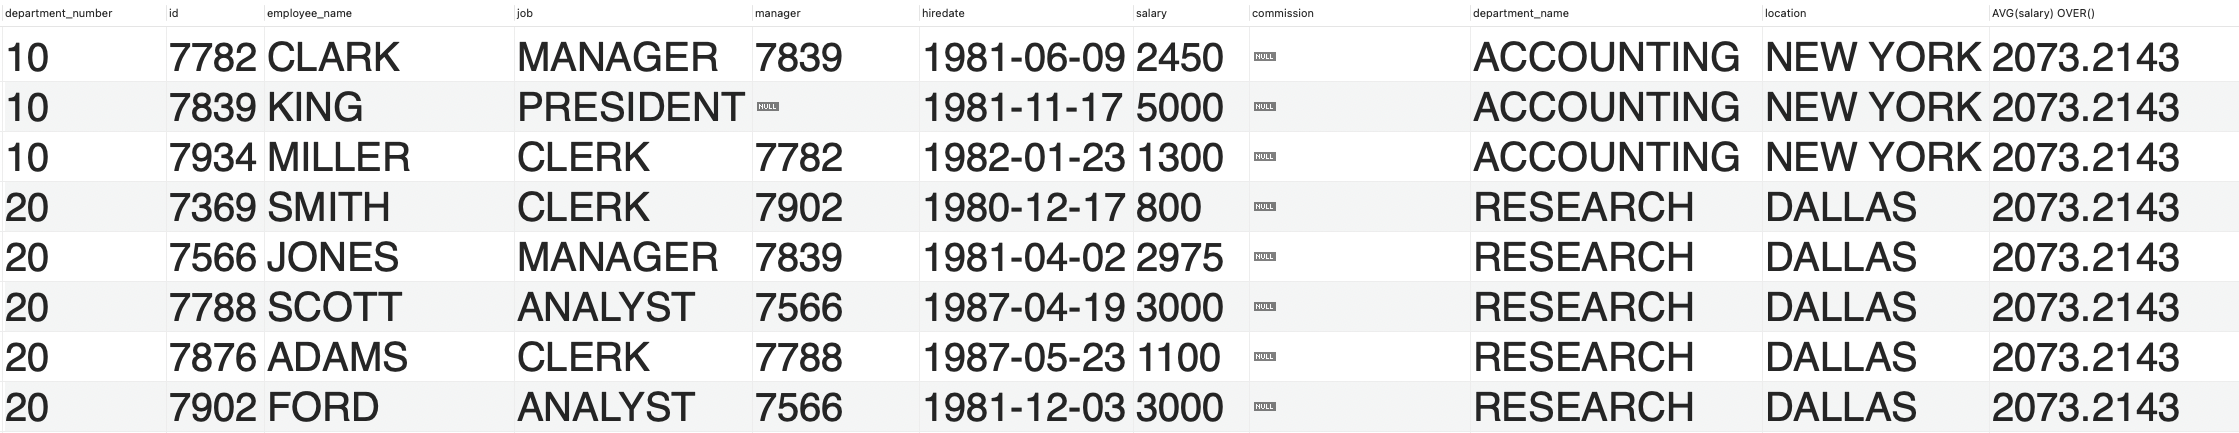 department_number id employee_name job manager hiredate salary commission department_name location AVG(salary) OVER()
10 7782 CLARK MANAGER 7839 1981-06-09 2450 NULL ACCOUNTING NEW YORK 2073.2143
10 7839 KING PRESIDENT NULL 1981-11-17 5000 NULL ACCOUNTING NEW YORK 2073.2143
10 7934 MILLER CLERK 7782 1982-01-23 1300 NULL ACCOUNTING NEW YORK 2073.2143
20 7369 SMITH CLERK 7902 1980-12-17 800 NULL RESEARCH DALLAS 2073.2143
20 7566 JONES MANAGER 7839 1981-04-02 2975 NULL RESEARCH DALLAS 2073.2143
20 7788 SCOTT ANALYST 7566 1987-04-19 3000 NULL RESEARCH DALLAS 2073.2143
20 7876 ADAMS CLERK 7788 1987-05-23 1100 NULL RESEARCH DALLAS 2073.2143
20 7902 FORD ANALYST 7566 1981-12-03 3000 NULL RESEARCH DALLAS 2073.2143